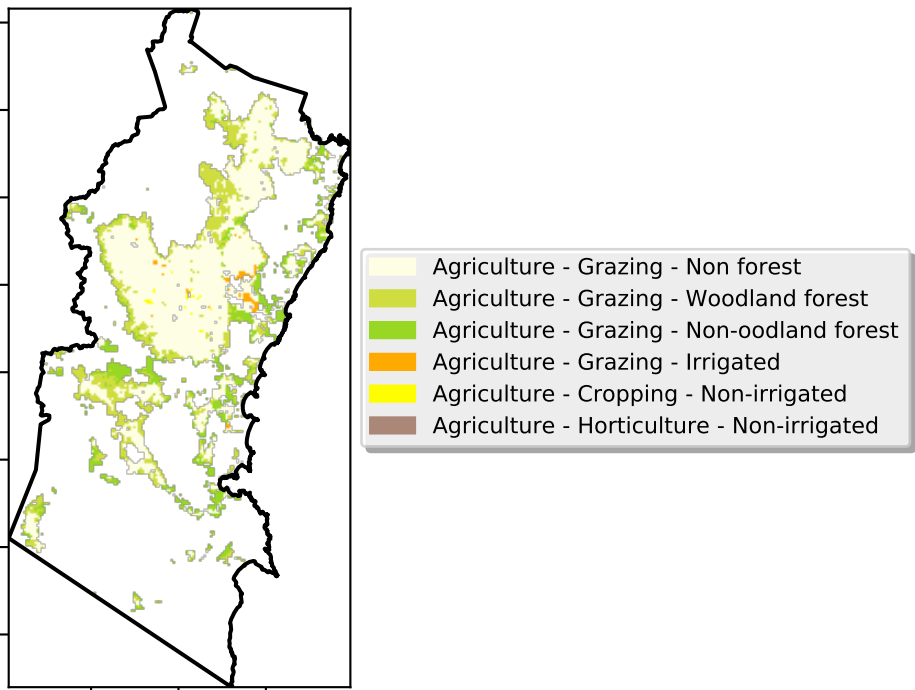 Agriculture - Grazing - Non forest
Agriculture - Grazing - Woodland forest
Agriculture - Grazing - Non-oodland forest
Agriculture - Grazing - Irrigated
Agriculture - Cropping - Non-irrigated
Agriculture - Horticulture - Non-irrigated